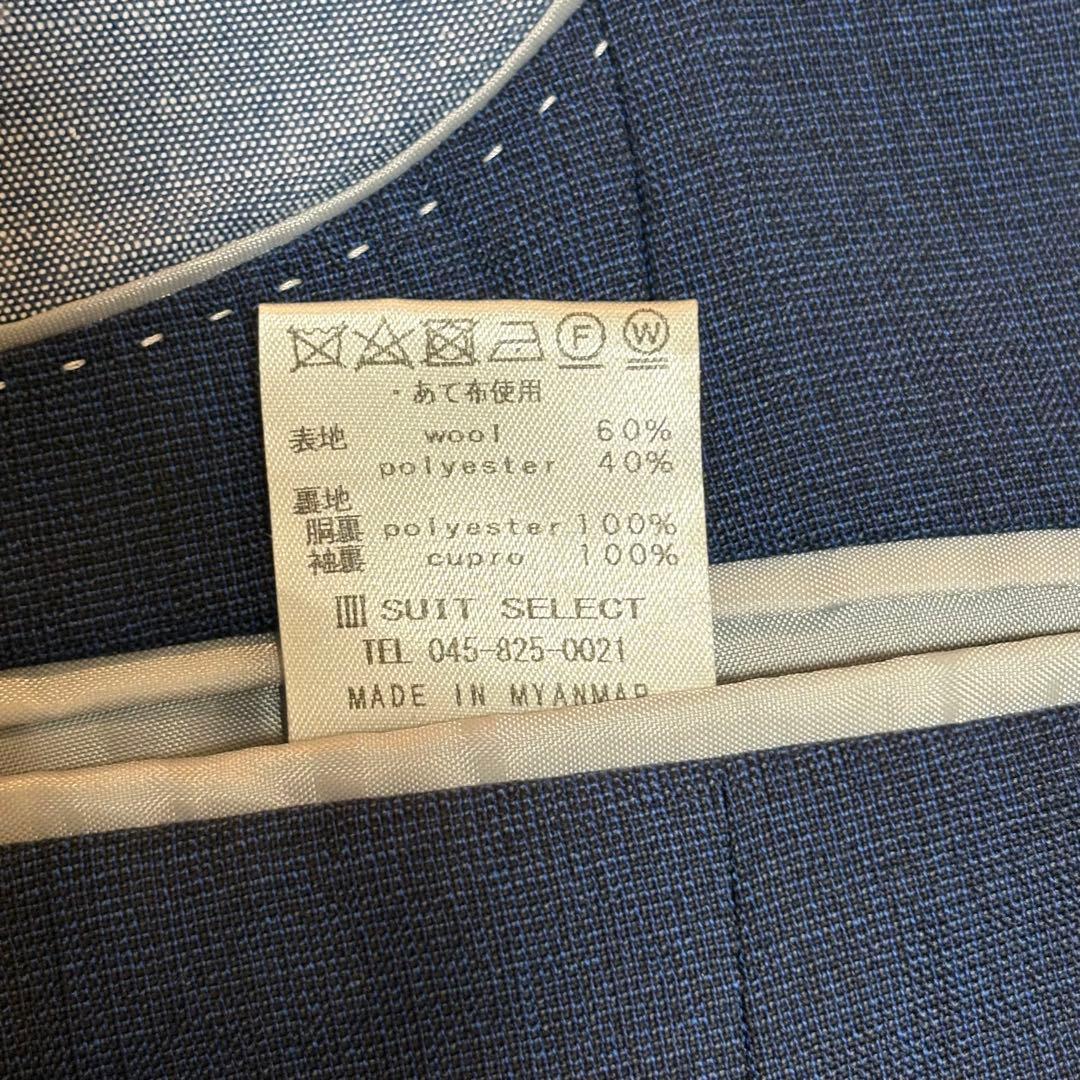 F W
・あて布使用
表地 wool 60%
polyester 40%
裏地
胴裏 polyester 100%
袖裏 cupro 100%
SUIT SELECT
TEL 045-825-0021
MADE IN MYANMAR